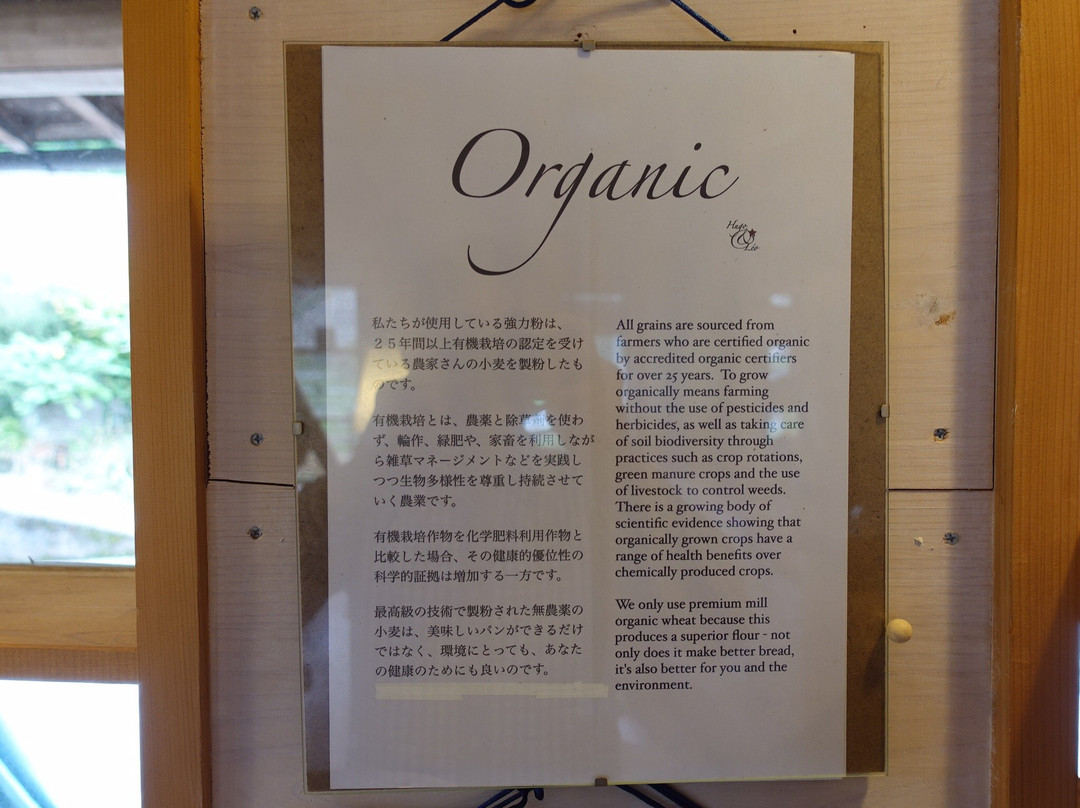 Organic
Hugo
&
Leo
私たちが使用している強力粉は、
２５年間以上有機栽培の認定を受け
ている農家さんの小麦を製粉したも
のです。
有機栽培とは、農薬と除草剤を使わ
ず、輪作、緑肥や、家畜を利用しなが
ら雑草マネージメントなどを実践し
つつ生物多様性を尊重し持続させて
いく農業です。
有機栽培作物を化学肥料利用作物と
比較した場合、その健康的優位性の
科学的証拠は増加する一方です。
最高級の技術で製粉された無農薬の
小麦は、美味しいパンができるだけ
ではなく、環境にとっても、あなた
の健康のためにも良いのです。
All grains are sourced from
farmers who are certified organic
by accredited organic certifiers
for over 25 years.  To grow
organically means farming
without the use of pesticides and
herbicides, as well as taking care
of soil biodiversity through
practices such as crop rotations,
green manure crops and the use
of livestock to control weeds.
There is a growing body of
scientific evidence showing that
organically grown crops have a
range of health benefits over
chemically produced crops.
We only use premium mill
organic wheat because this
produces a superior flour - not
only does it make better bread,
it's also better for you and the
environment.